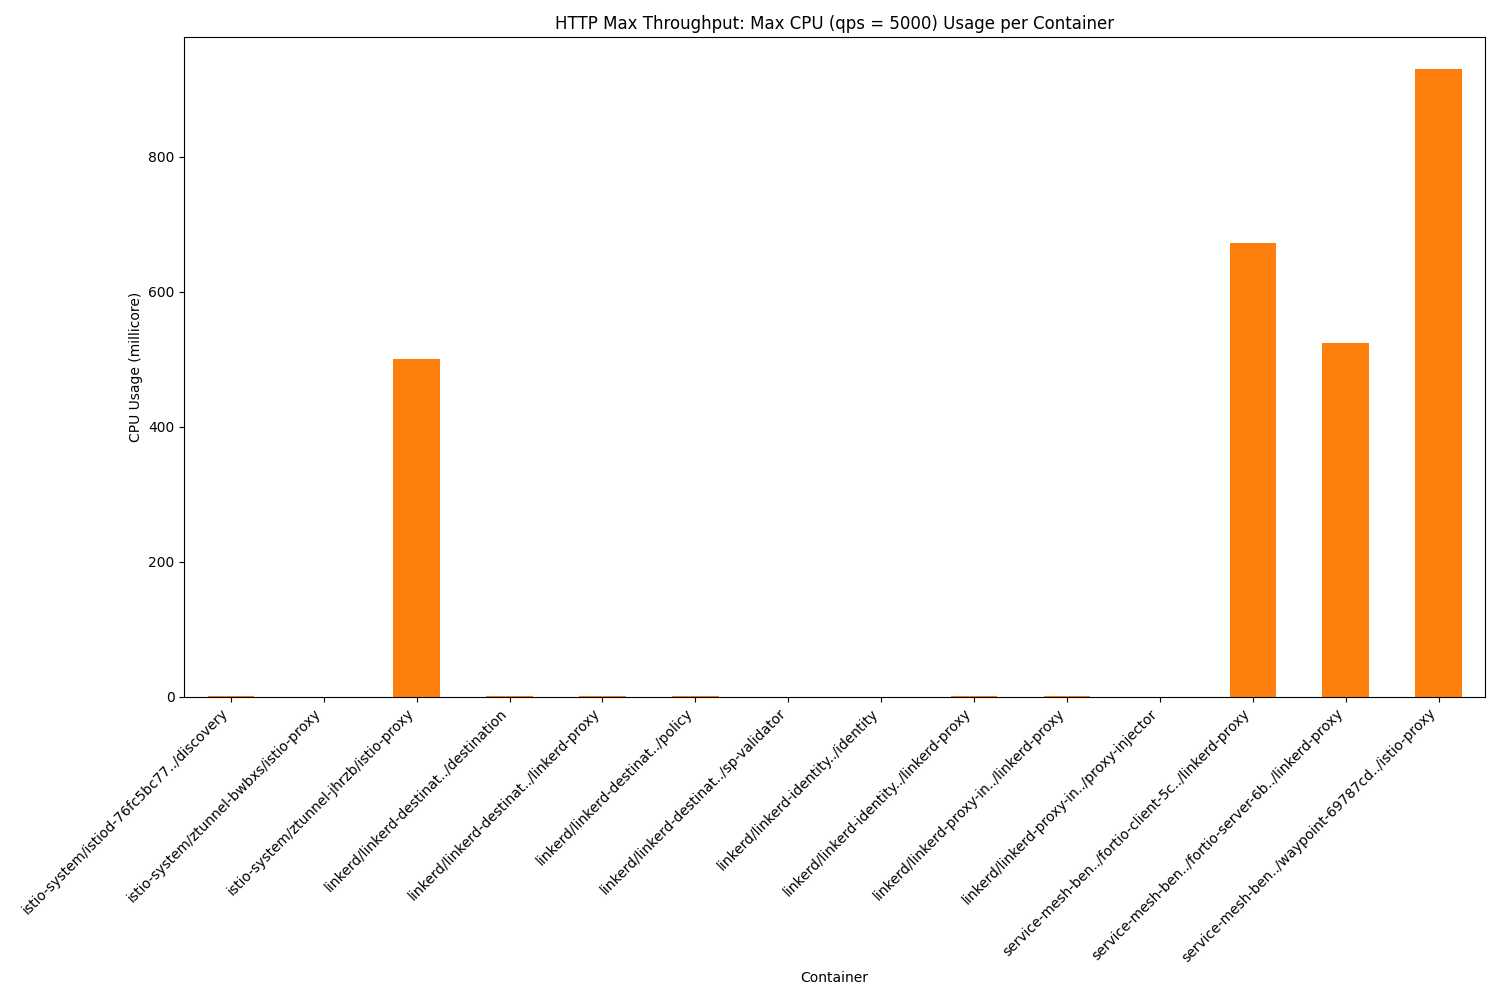 HTTP Max Throughput: Max CPU (qps = 5000) Usage per Container
CPU Usage (millicore)
800
600
400
200
0
istio-system/istiod-76fc5bc77../discovery
istio-system/ztunnel-bwbxs/istio-proxy
istio-system/ztunnel-jhrzb/istio-proxy
linkerd/linkerd-destinat../destination
linkerd/linkerd-destinat../linkerd-proxy
linkerd/linkerd-destinat../policy
linkerd/linkerd-destinat../sp-validator
linkerd/linkerd-identity../identity
linkerd/linkerd-identity../linkerd-proxy
linkerd/linkerd-proxy-in../linkerd-proxy
linkerd/linkerd-proxy-in../proxy-injector
service-mesh-ben../fortio-client-5c../linkerd-proxy
service-mesh-ben../fortio-server-6b../linkerd-proxy
service-mesh-ben../waypoint-69787cd../istio-proxy
Container